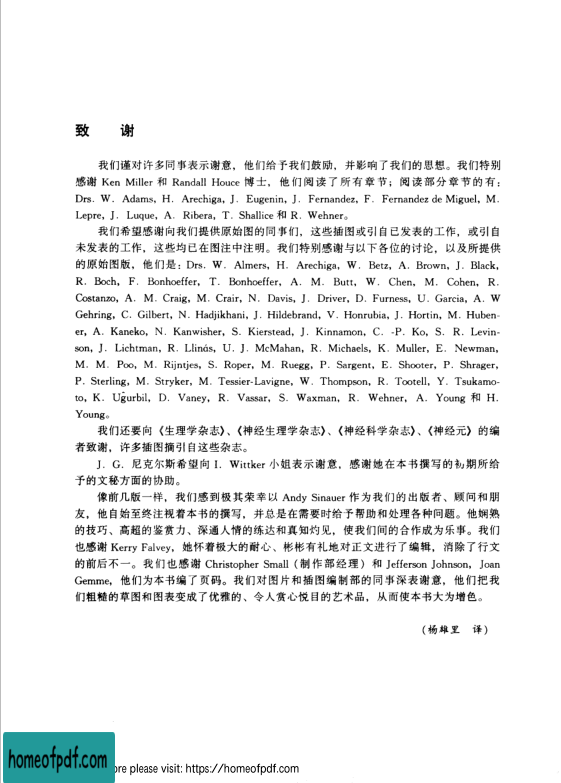 致 谢
我们谨对许多同事表示谢意，他们给予我们鼓励，并影响了我们的思想。我们特别
感谢 Ken Miller 和 Randall Houce 博士，他们阅读了所有章节；阅读部分章节的有：
Drs. W. Adams, H. Arechiga, J. Eugenin, J. Fernandez, F. Fernandez de Miguel, M.
Lepre, J. Luque, A. Ribera, T. Shallice 和 R. Wehner。
我们希望感谢向我们提供原始图的同事们，这些插图或引自已发表的工作，或引自
未发表的工作，这些均已在图注中注明。我们特别感谢与以下各位的讨论，以及所提供
的原始图版，他们是：Drs. W. Almers, H. Arechiga, W. Betz, A. Brown, J. Black,
R. Boch, F. Bonhoeffer, T. Bonhoeffer, A. M. Butt, W. Chen, M. Cohen, R.
Costanzo, A. M. Craig, M. Crair, N. Davis, J. Driver, D. Furness, U. Garcia, A. W
Gehring, C. Gilbert, N. Hadjikhani, J. Hildebrand, V. Honrubia, J. Hortin, M. Huben-
er, A. Kaneko, N. Kanwisher, S. Kierstead, J. Kinnamon, C. -P. Ko, S. R. Levin-
son, J. Lichtman, R. Llinás, U. J. McMahan, R. Michaels, K. Muller, E. Newman,
M. M. Poo, M. Rijntjes, S. Roper, M. Ruegg, P. Sargent, E. Shooter, P. Shrager,
P. Sterling, M. Stryker, M. Tessier-Lavigne, W. Thompson, R. Tootell, Y. Tsukamo-
to, K. Uğurbil, D. Vaney, R. Vassar, S. Waxman, R. Wehner, A. Young 和 H.
Young。
我们还要向《生理学杂志》、《神经生理学杂志》、《神经科学杂志》、《神经元》的编
者致谢，许多插图摘引自这些杂志。
J. G. 尼克尔斯希望向 I. Wittker 小姐表示谢意，感谢她在本书撰写的初期所给
予的文秘方面的协助。
像前几版一样，我们感到极其荣幸以 Andy Sinauer 作为我们的出版者、顾问和朋
友，他自始至终注视着本书的撰写，并总是在需要时给予帮助和处理各种问题。他娴熟
的技巧、高超的鉴赏力、深通人情的练达和真知灼见，使我们间的合作成为乐事。我们
也感谢 Kerry Falvey，她怀着极大的耐心、彬彬有礼地对正文进行了编辑，消除了行文
的前后不一。我们也感谢 Christopher Small（制作部经理）和 Jefferson Johnson, Joan
Gemme，他们为本书编了页码。我们对图片和插图编制部的同事深表谢意，他们把我
们粗糙的草图和图表变成了优雅的、令人赏心悦目的艺术品，从而使本书大为增色。
（杨雄里 译）
homeofpdf.com
ore please visit: https://homeofpdf.com